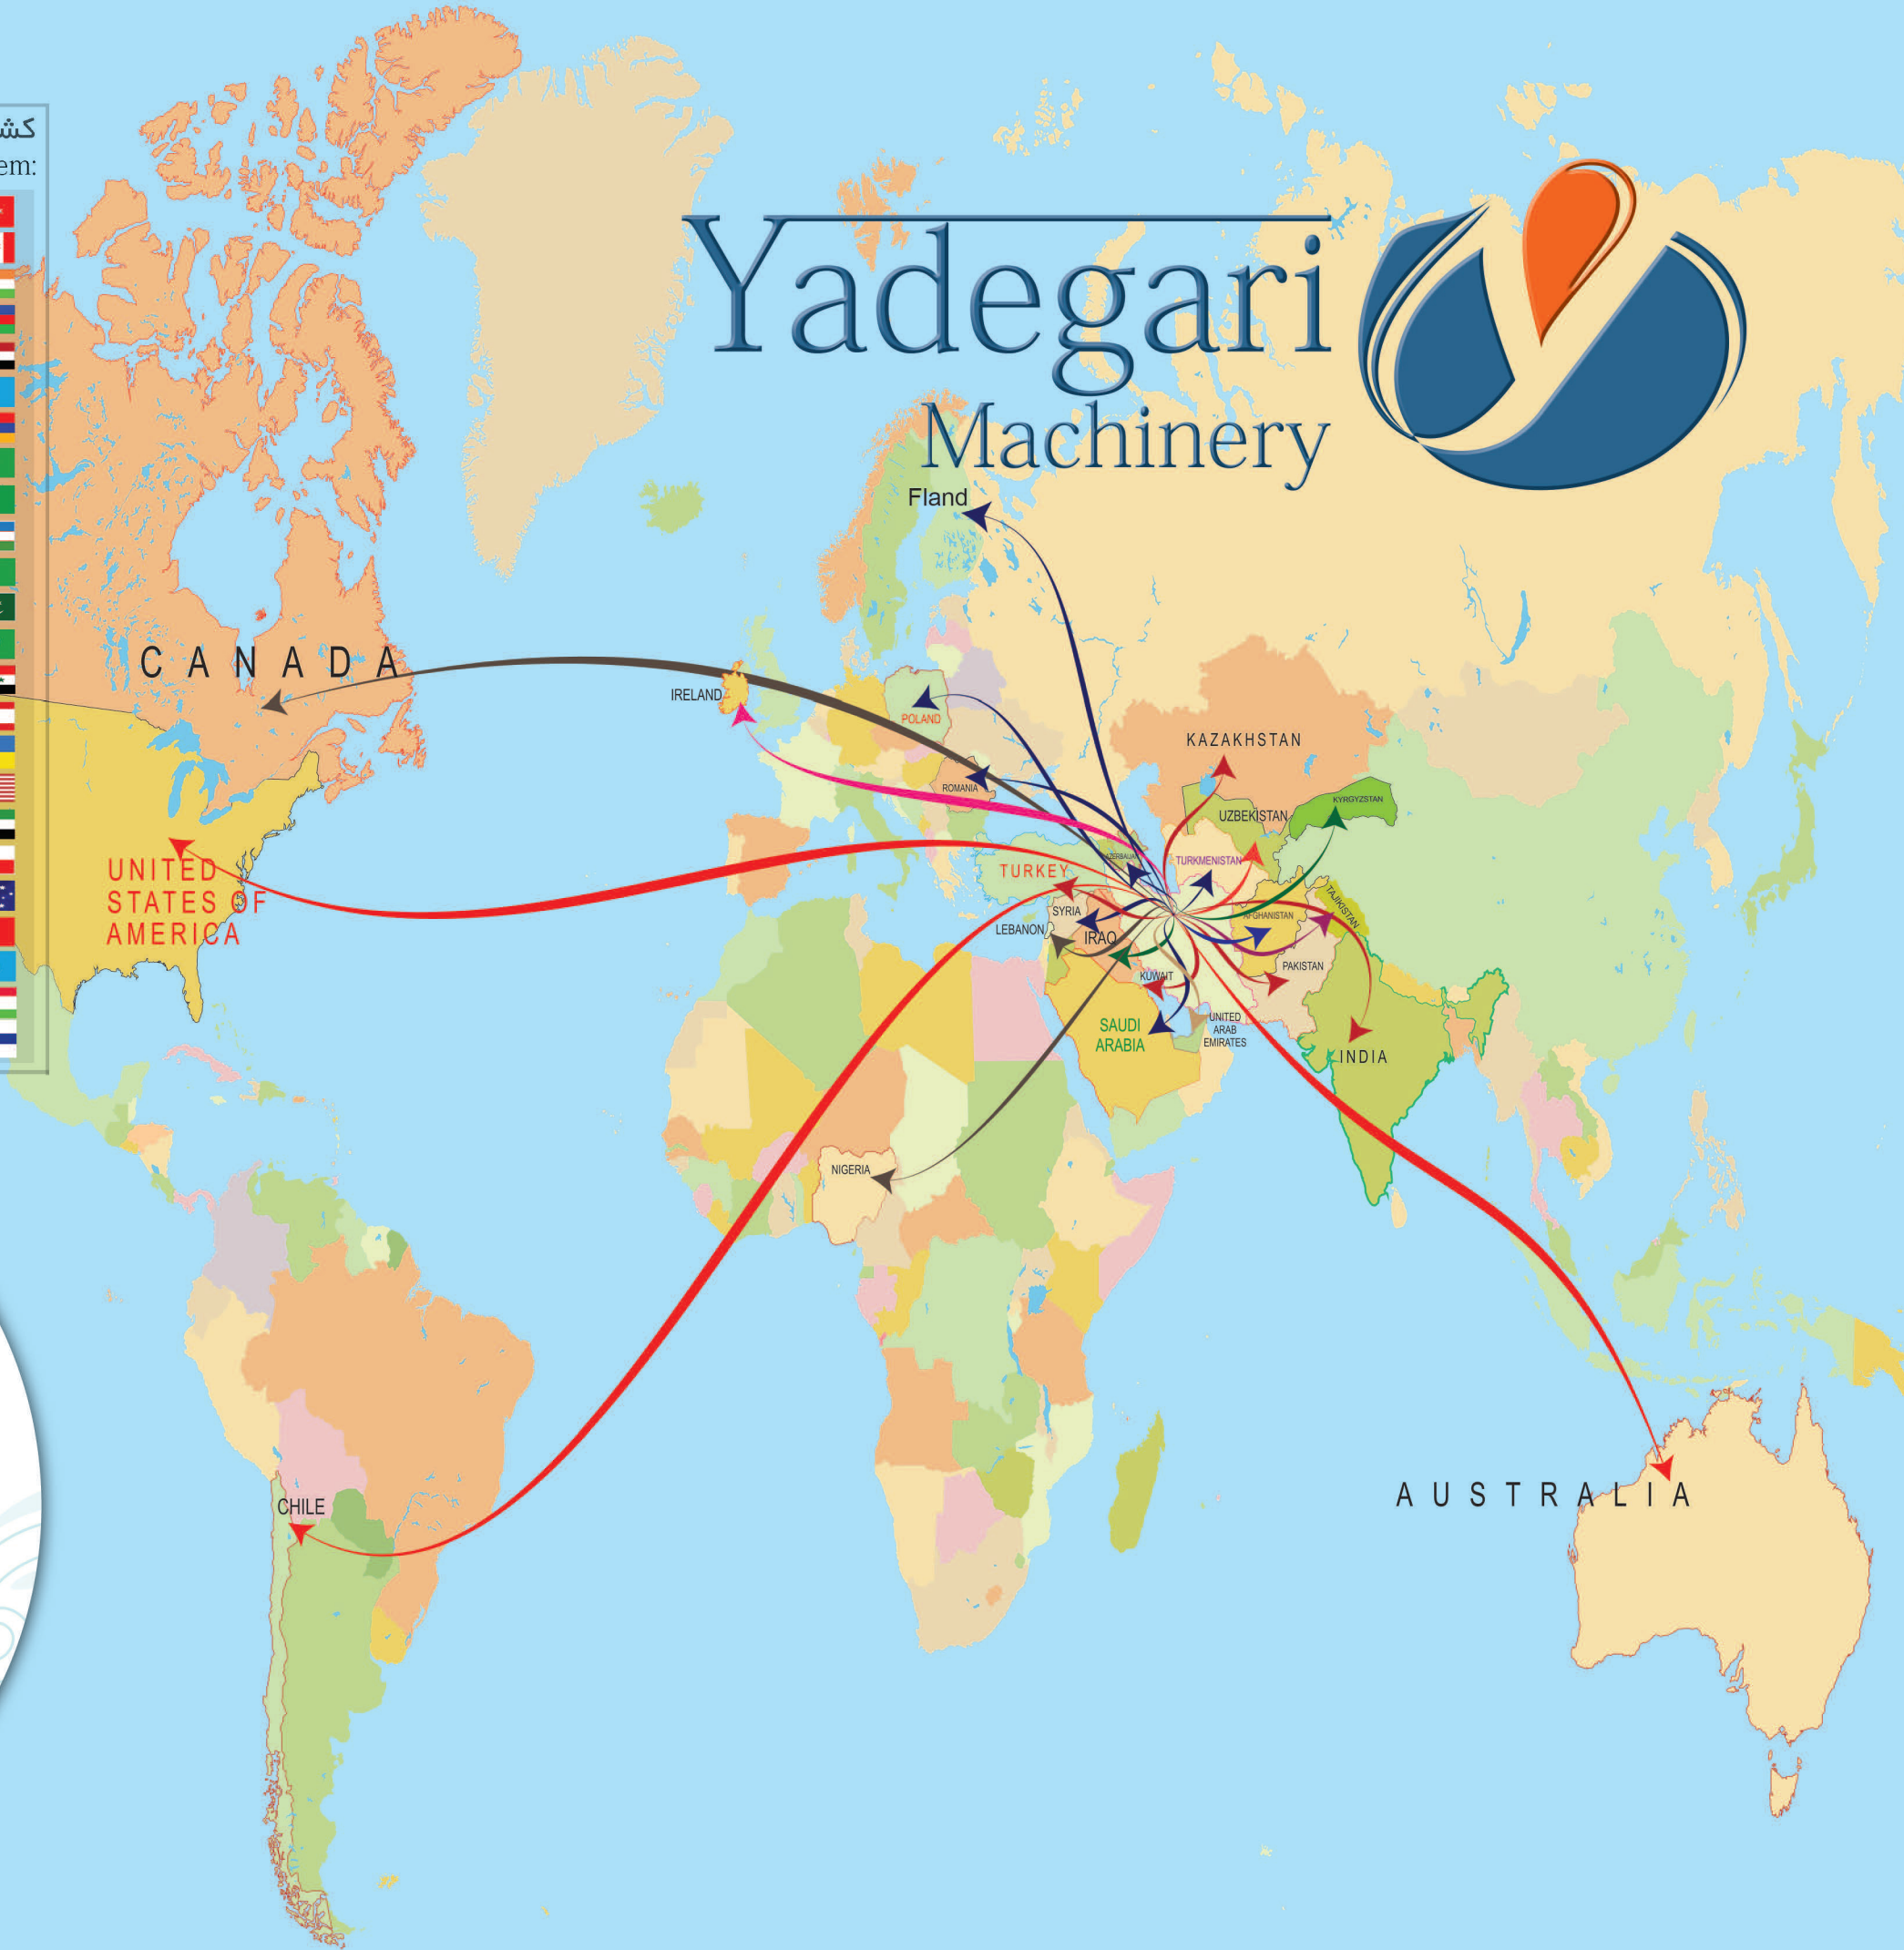 em:
Yadegari
Machinery
Fland
CANADA
IRELAND
POLAND
KAZAKHSTAN
ROMANIA
KYRGYZSTAN
UZBEKISTAN
AZERBAIJAN
TURKMENISTAN
UNITED
STATES OF
AMERICA
TURKEY
TAJIKISTAN
SYRIA
AFGHANISTAN
LEBANON
IRAQ
PAKISTAN
KUWAIT
SAUDI
ARABIA
UNITED
ARAB
EMIRATES
INDIA
NIGERIA
CHILE
AUSTRALIA